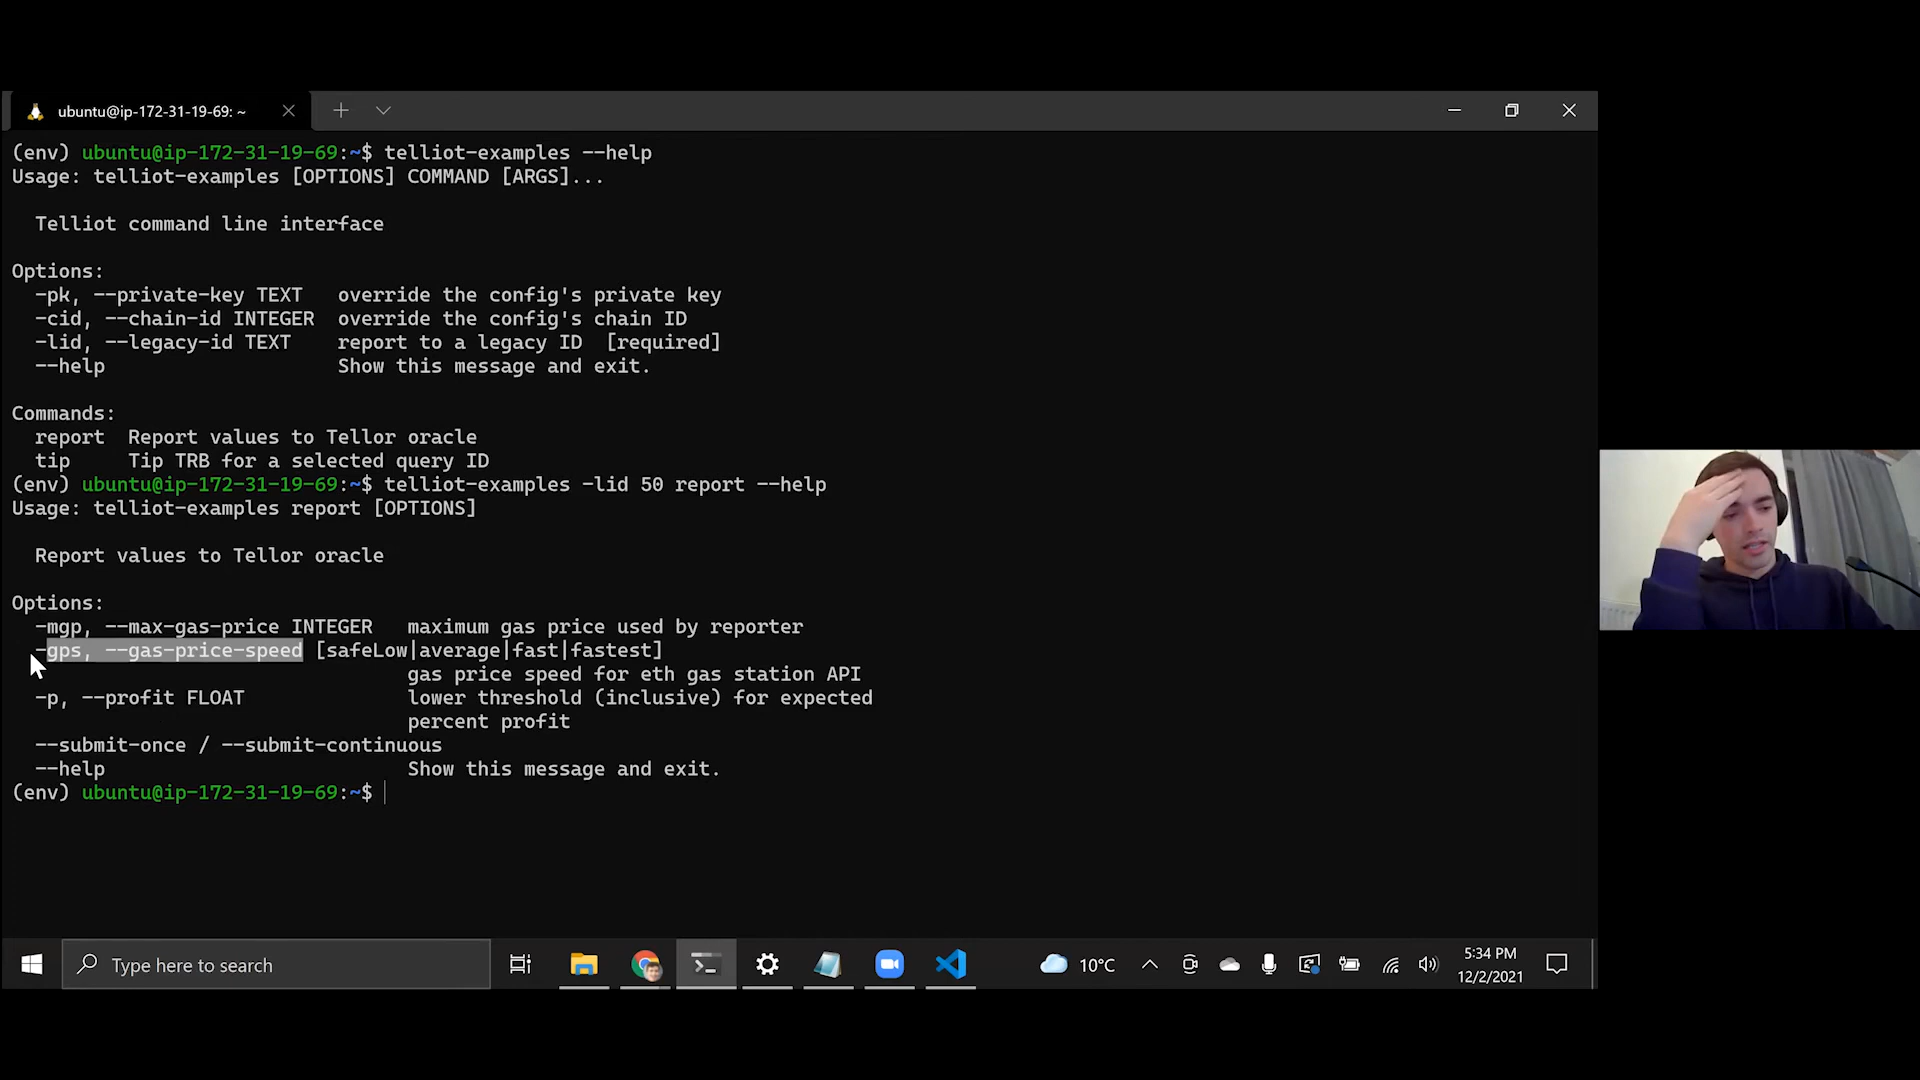 ubuntu@ip-172-31-19-69: ~
(env) ubuntu@ip-172-31-19-69:~$ telliot-examples --help
Usage: telliot-examples [OPTIONS] COMMAND [ARGS]...
Telliot command line interface
Options:
-pk, --private-key TEXT override the config's private key
-cid, --chain-id INTEGER override the config's chain ID
-lid, --legacy-id TEXT report to a legacy ID [required]
--help Show this message and exit.
Commands:
report Report values to Tellor oracle
tip Tip TRB for a selected query ID
(env) ubuntu@ip-172-31-19-69:~$ telliot-examples -lid 50 report --help
Usage: telliot-examples report [OPTIONS]
Report values to Tellor oracle
Options:
-mgp, --max-gas-price INTEGER maximum gas price used by reporter
-gps, --gas-price-speed [safeLow|average|fast|fastest]
gas price speed for eth gas station API
-p, --profit FLOAT lower threshold (inclusive) for expected
percent profit
--submit-once / --submit-continuous
--help Show this message and exit.
(env) ubuntu@ip-172-31-19-69:~$
Type here to search
10°C
5:34 PM
12/2/2021